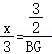 x/3 = (3/2)/BG